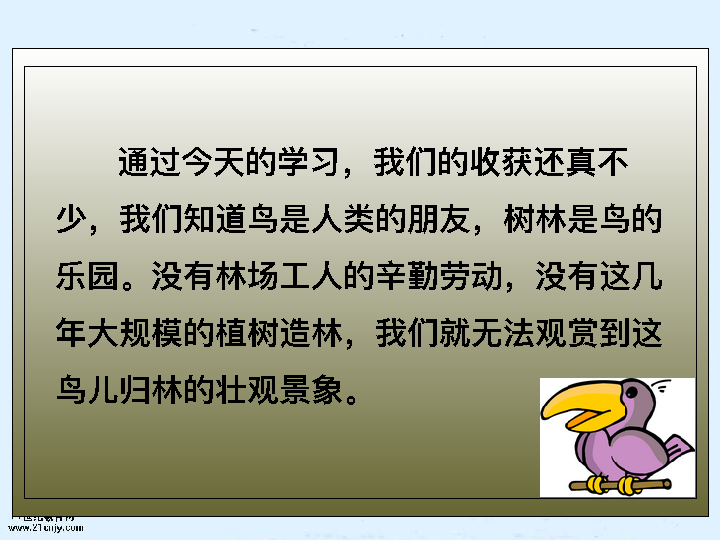 通过今天的学习，我们的收获还真不
少，我们知道鸟是人类的朋友，树林是鸟的
乐园。没有林场工人的辛勤劳动，没有这几
年大规模的植树造林，我们就无法观赏到这
鸟儿归林的壮观景象。
www.21cnjy.com